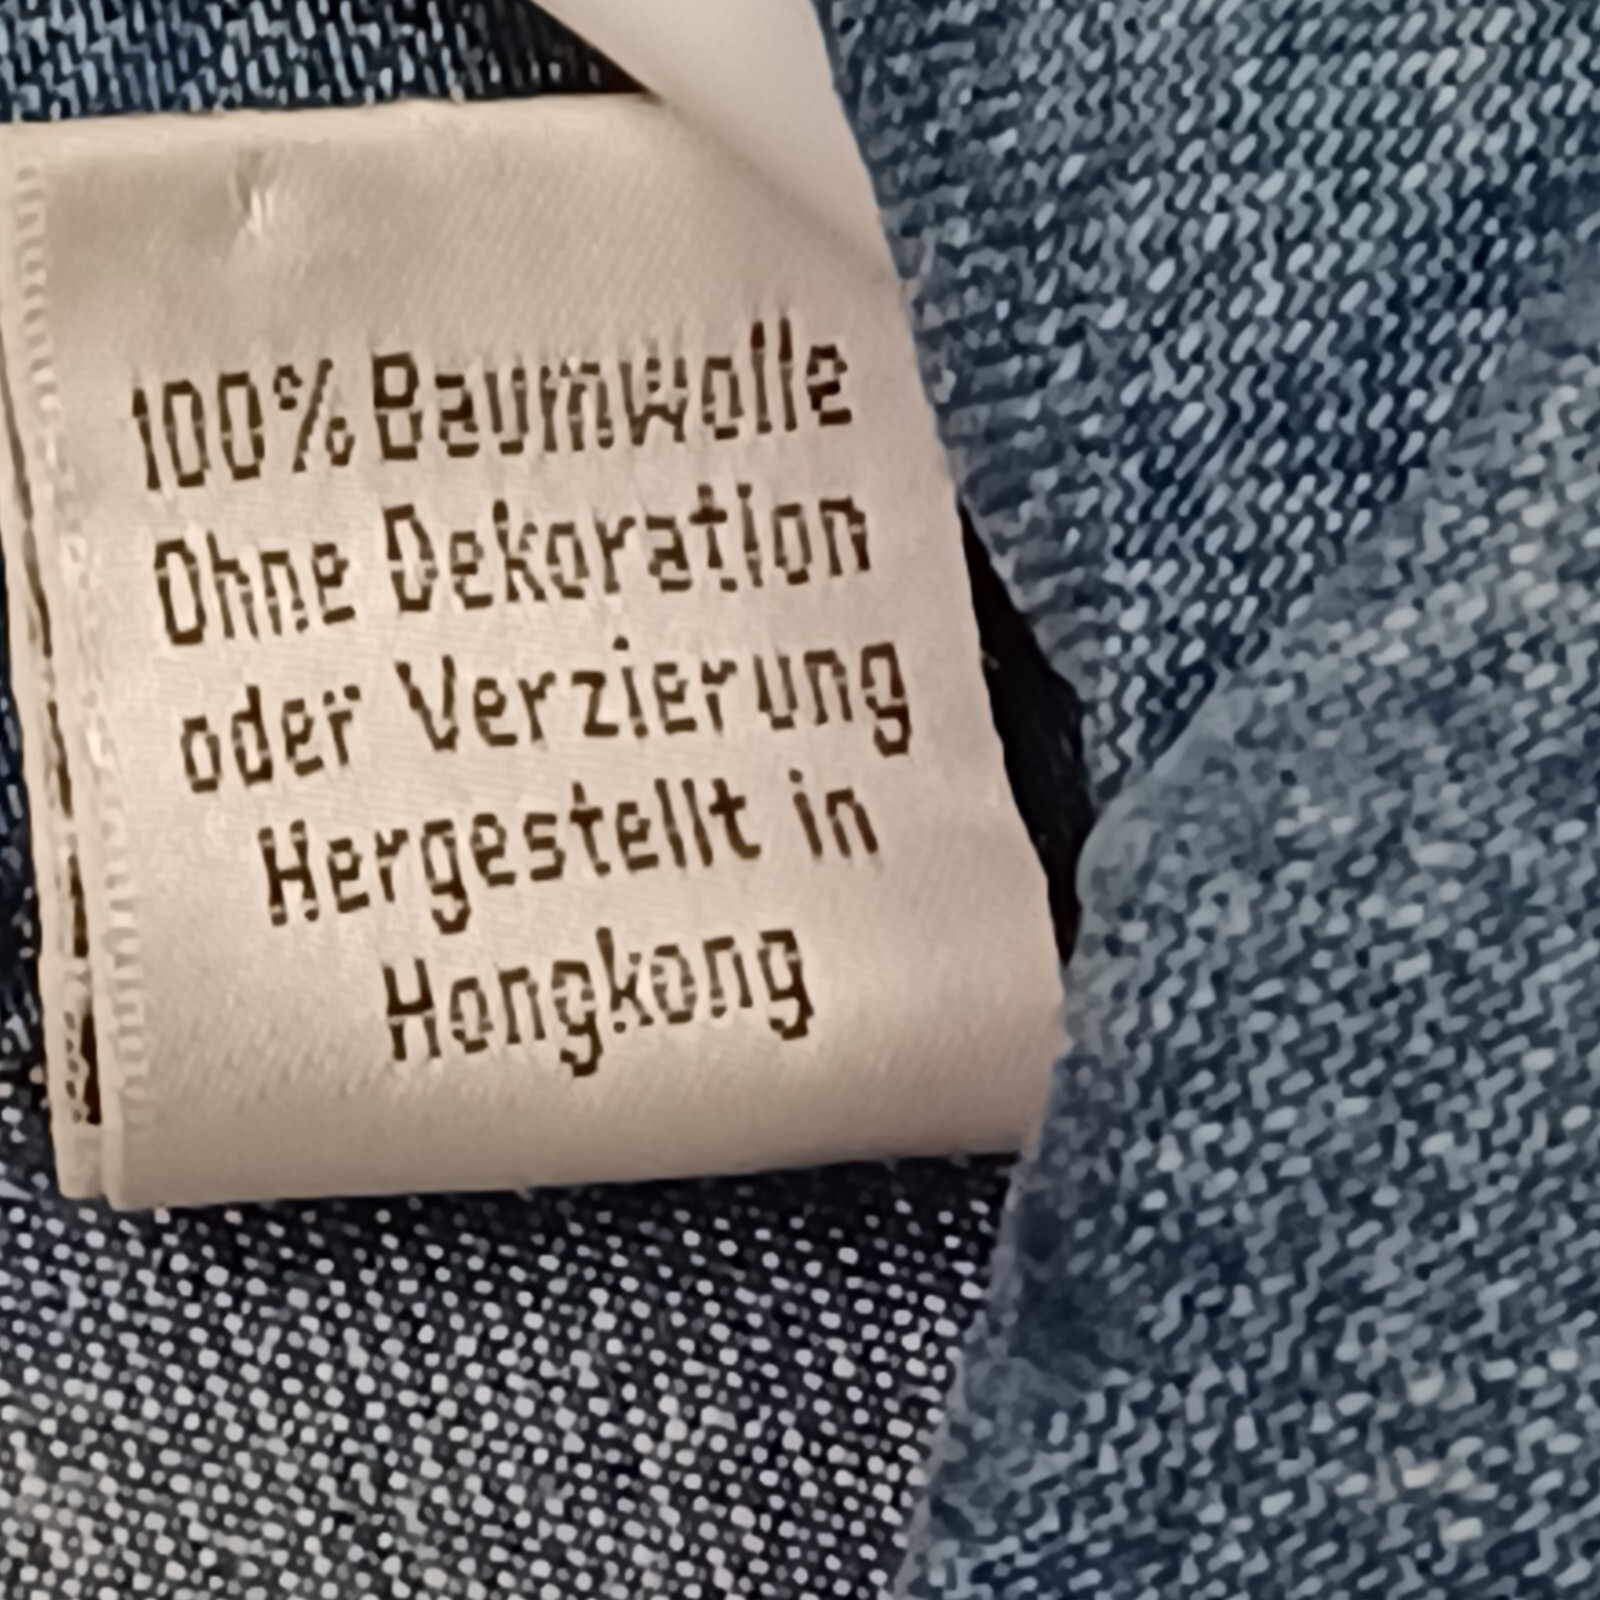 100% Baumwolle
Ohne Dekoration
oder Verzierung
Hergestellt in
Hongkong